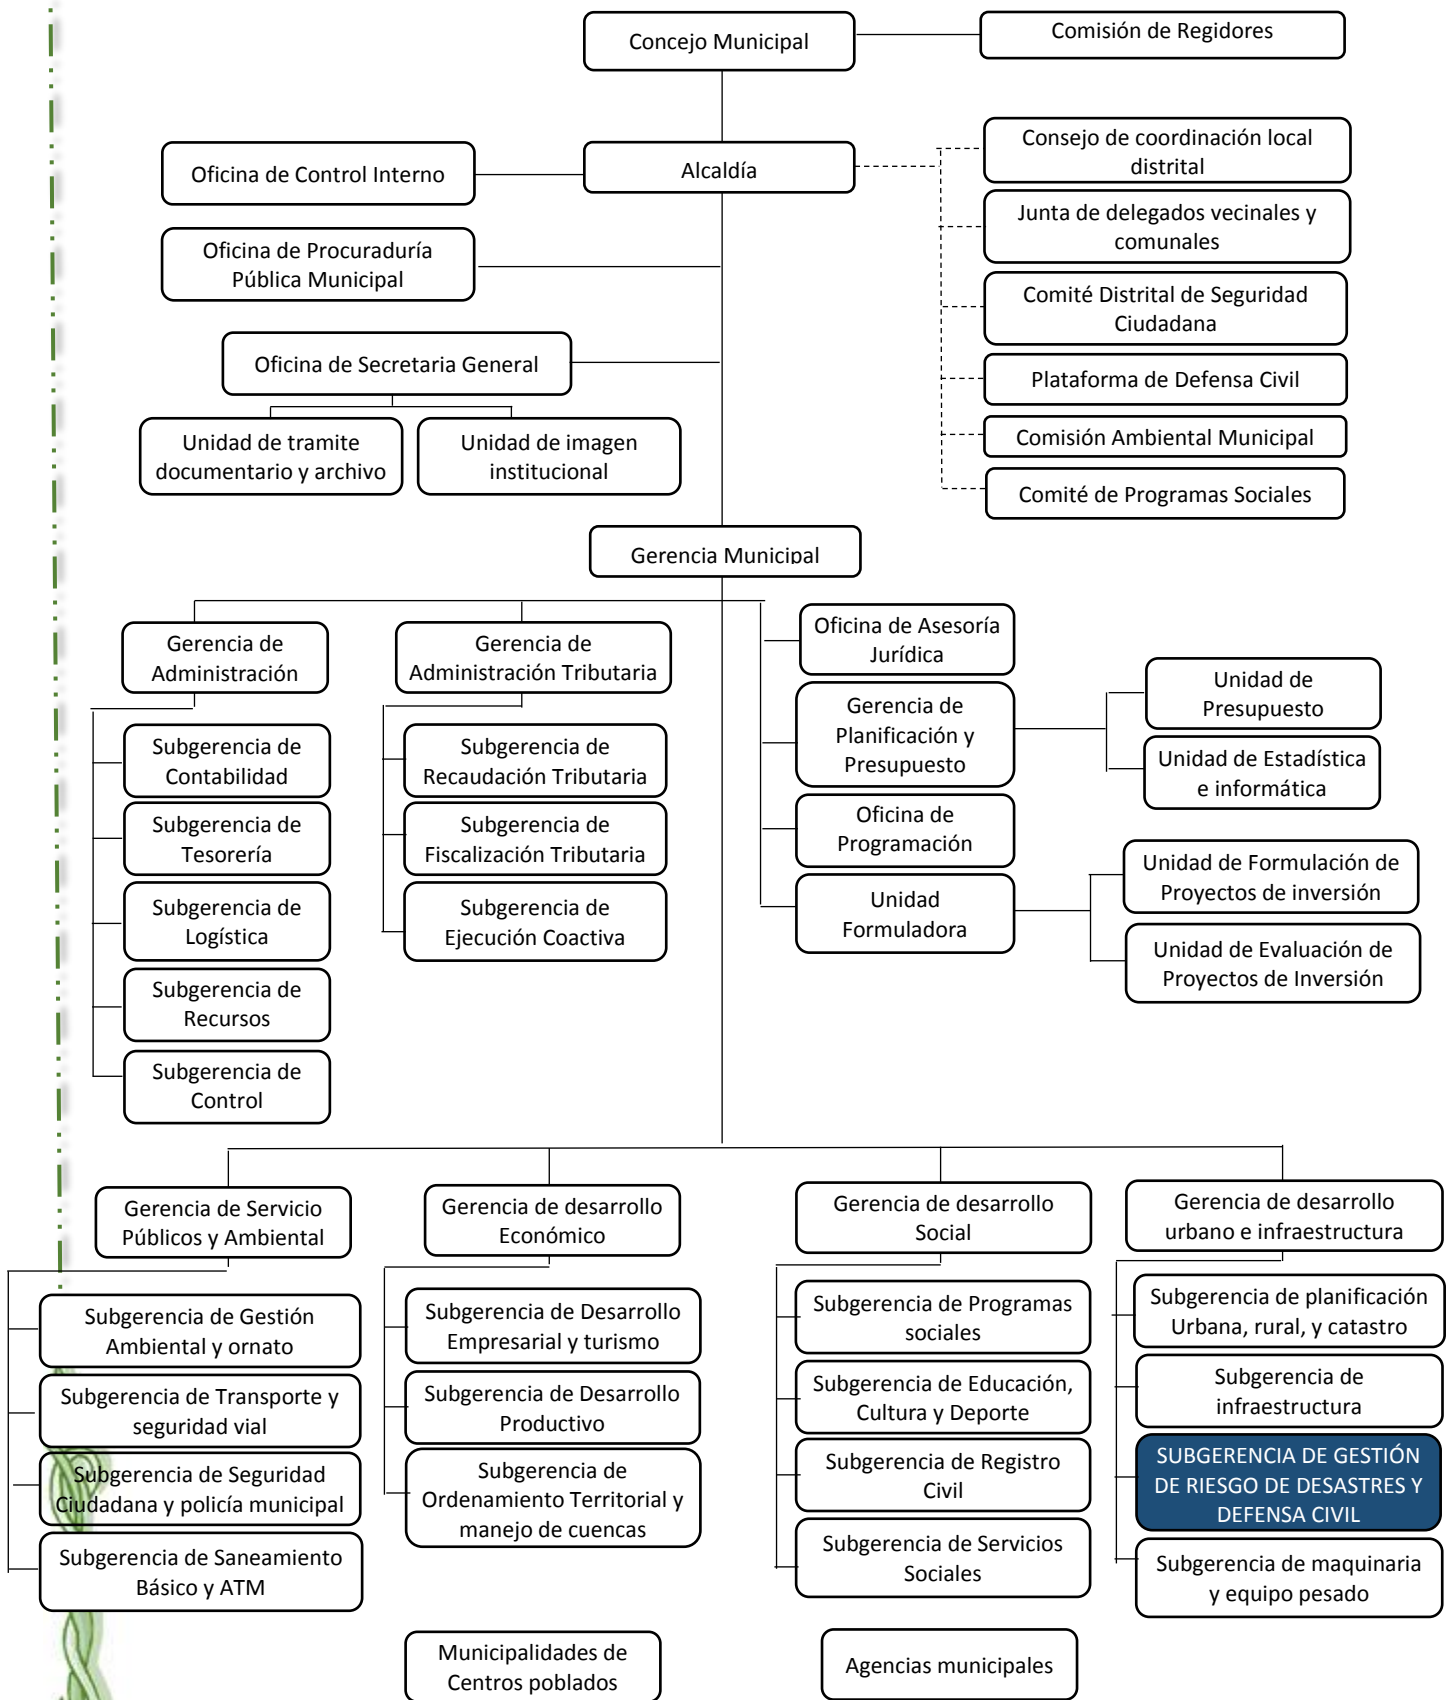 Concejo Municipal
Comisión de Regidores
Consejo de coordinación local
distrital
Oficina de Control Interno
Alcaldía
Junta de delegados vecinales y
comunales
Oficina de Procuraduría
Pública Municipal
Comité Distrital de Seguridad
Ciudadana
Oficina de Secretaria General
Plataforma de Defensa Civil
Unidad de tramite
documentario y archivo
Unidad de imagen
institucional
Comisión Ambiental Municipal
Comité de Programas Sociales
Gerencia Municipal
Gerencia de
Administración
Gerencia de
Administración Tributaria
Oficina de Asesoría
Jurídica
Gerencia de
Planificación y
Presupuesto
Unidad de
Presupuesto
Unidad de Estadística
e informática
Subgerencia de
Contabilidad
Subgerencia de
Recaudación Tributaria
Subgerencia de
Tesorería
Subgerencia de
Fiscalización Tributaria
Oficina de
Programación
Unidad de Formulación de
Proyectos de inversión
Subgerencia de
Logística
Subgerencia de
Ejecución Coactiva
Unidad
Formuladora
Unidad de Evaluación de
Proyectos de Inversión
Subgerencia de
Recursos
Subgerencia de
Control
Gerencia de Servicio
Públicos y Ambiental
Gerencia de desarrollo
Económico
Gerencia de desarrollo
Social
Gerencia de desarrollo
urbano e infraestructura
Subgerencia de Gestión
Ambiental y ornato
Subgerencia de Desarrollo
Empresarial y turismo
Subgerencia de Programas
sociales
Subgerencia de planificación
Urbana, rural, y catastro
Subgerencia de Transporte y
seguridad vial
Subgerencia de Desarrollo
Productivo
Subgerencia de Educación,
Cultura y Deporte
Subgerencia de
infraestructura
Subgerencia de Seguridad
Ciudadana y policía municipal
Subgerencia de
Ordenamiento Territorial y
manejo de cuencas
Subgerencia de Registro
Civil
SUBGERENCIA DE GESTIÓN
DE RIESGO DE DESASTRES Y
DEFENSA CIVIL
Subgerencia de Saneamiento
Básico y ATM
Subgerencia de Servicios
Sociales
Subgerencia de maquinaria
y equipo pesado
Municipalidades de
Centros poblados
Agencias municipales